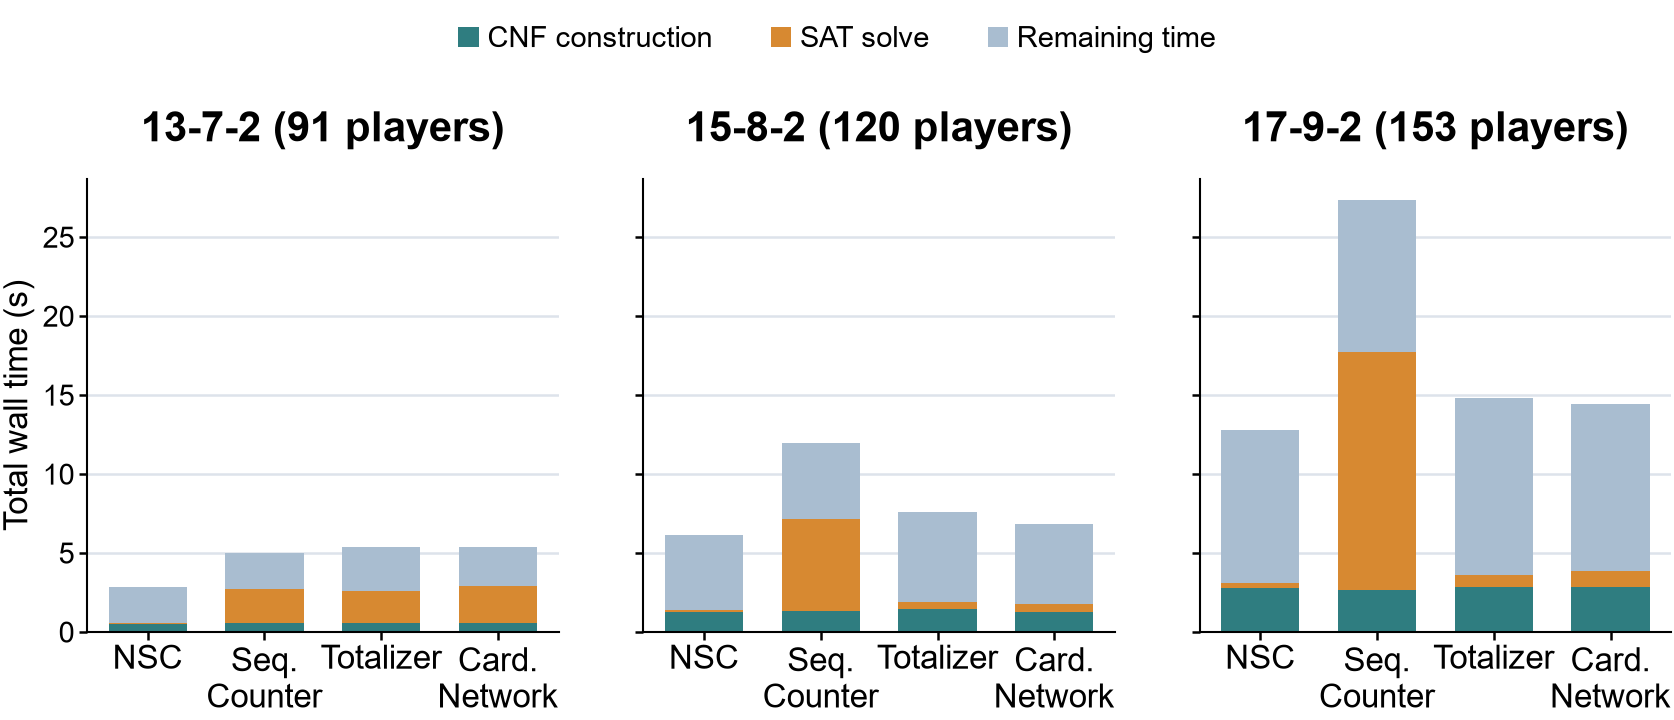 CNF construction
SAT solve
Remaining time
13-7-2 (91 players)
15-8-2 (120 players)
17-9-2 (153 players)
Total wall time (s)
25
20
15
10
5
0
NSC
Seq.
Counter
Totalizer
Card.
Network
NSC
Seq.
Counter
Totalizer
Card.
Network
NSC
Seq.
Counter
Totalizer
Card.
Network